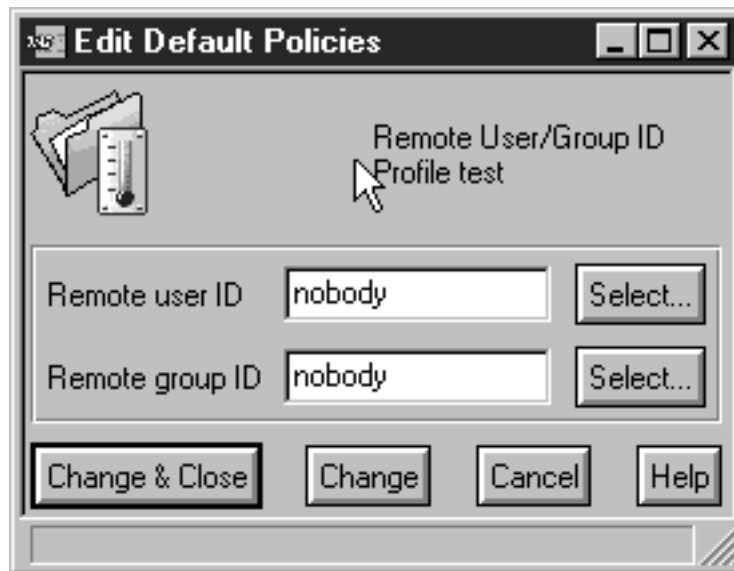 Edit Default Policies
Remote User/Group ID
Profile test
Remote user ID nobody Select...
Remote group ID nobody Select...
Change & Close Change Cancel Help